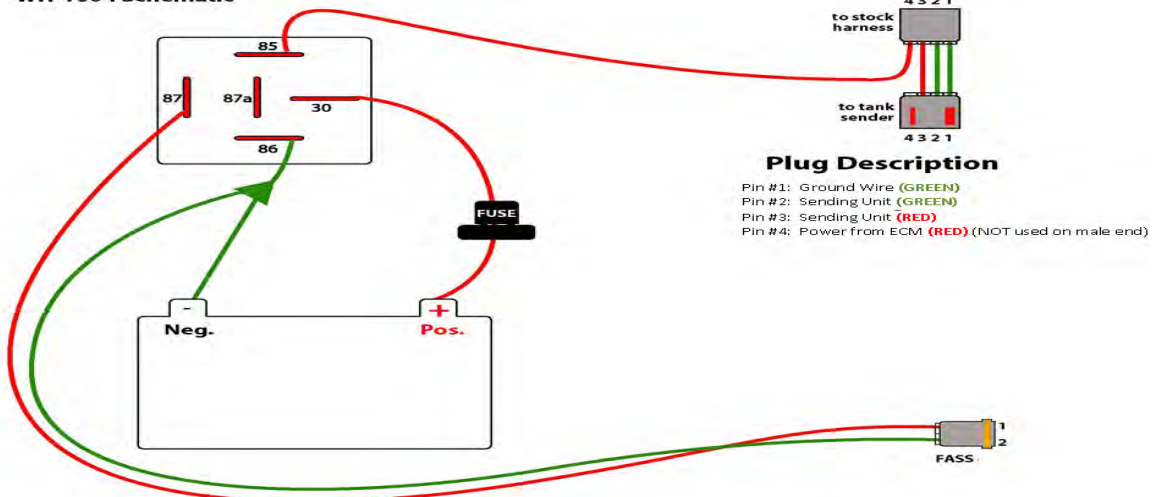 4 3 2 1
to stock
harness
85
87
87a
30
to tank
sender
86
4 3 2 1
Plug Description
Pin #1: Ground Wire (GREEN)
Pin #2: Sending Unit (GREEN)
Pin #3: Sending Unit (RED)
Pin #4: Power from ECM (RED) (NOT used on male end)
FUSE
-
+
Neg.
Pos.
1
2
FASS